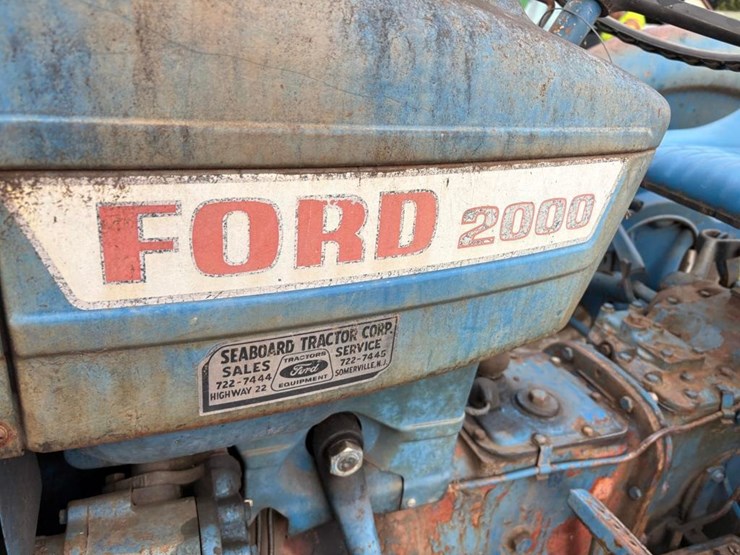 FORD 2000
SEABOARD TRACTOR CORP.
SALES TRACTORS SERVICE
722-7444 Ford 722-7445
HIGHWAY 22 EQUIPMENT SOMERVILLE, N.J.